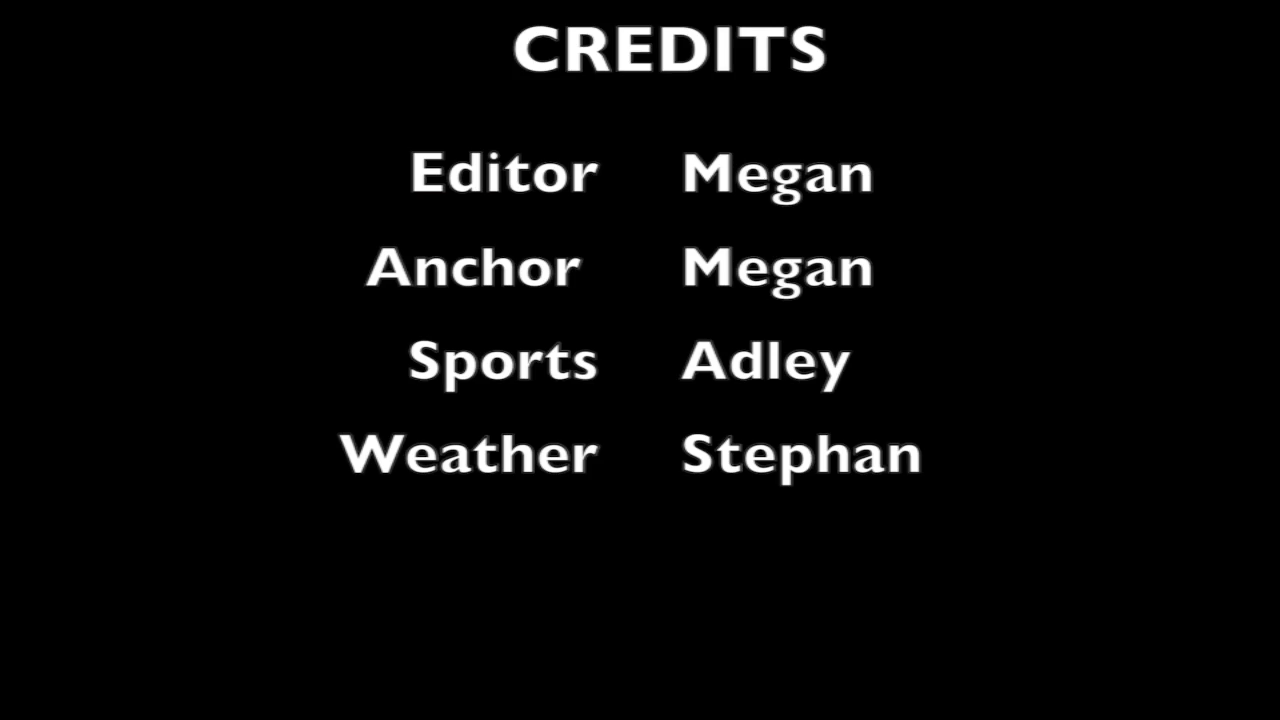 CREDITS
Editor Megan
Anchor Megan
Sports Adley
Weather Stephan